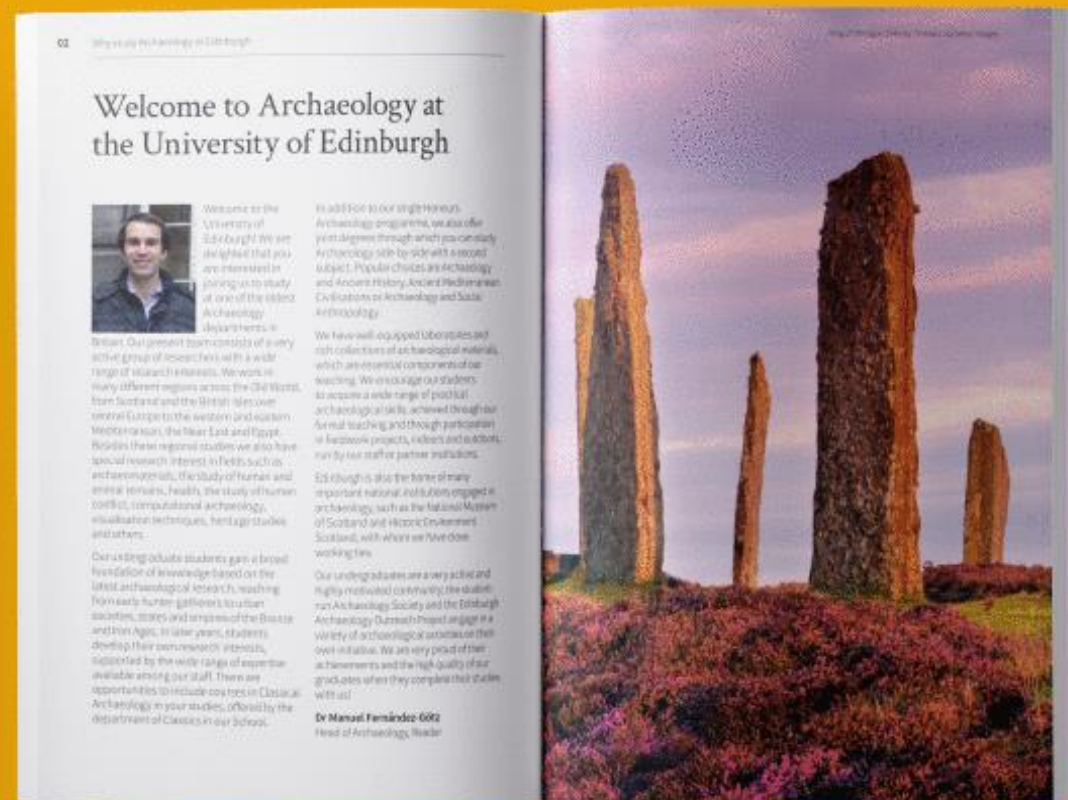 02
Why study Archaeology at Edinburgh
Welcome to Archaeology at
the University of Edinburgh
Welcome to the
University of
Edinburgh! We are
delighted that you
are interested in
joining us to study
at one of the oldest
Archaeology
departments in
Britain. Our present team consists of a very
active group of researchers with a wide
range of research interests. We work in
many different regions across the Old World,
from Scotland and the British Isles over
central Europe to the western and eastern
Mediterranean, the Near East and Egypt.
Besides these regional studies we also have
special research interest in fields such as
archaeomaterials, the study of human and
animal remains, health, the study of human
conflict, computational archaeology,
visualisation techniques, heritage studies
and others.
Our undergraduate students gain a broad
foundation of knowledge based on the
latest archaeological research, reaching
from early hunter-gatherers to urban
societies, states and empires of the Bronze
and Iron Ages. In later years, students
develop their own research interests,
supported by the wide range of expertise
available among our staff. There are
opportunities to include courses in Classical
Archaeology in your studies, offered by the
department of Classics in our School.
In addition to our single Honours
Archaeology programme, we also offer
joint degrees through which you can study
Archaeology side-by-side with a second
subject. Popular choices are Archaeology
and Ancient History, Ancient Mediterranean
Civilisations or Archaeology and Social
Anthropology.
We have well-equipped laboratories and
rich collections of archaeological materials,
which are essential components of our
teaching. We encourage our students
to acquire a wide range of practical
archaeological skills, achieved through our
formal teaching and through participation
in fieldwork projects, indoors and outdoors,
run by our staff or partner institutions.
Edinburgh is also the home of many
important national institutions engaged in
archaeology, such as the National Museum
of Scotland and Historic Environment
Scotland, with whom we have close
working ties.
Our undergraduates are a very active and
highly motivated community; the student-
run Archaeology Society and the Edinburgh
Archaeology Outreach Project engage in a
variety of archaeological activities on their
own initiative. We are very proud of their
achievements and the high quality of our
graduates when they complete their studies
with us!
Dr Manuel Fernández-Götz
Head of Archaeology, Reader